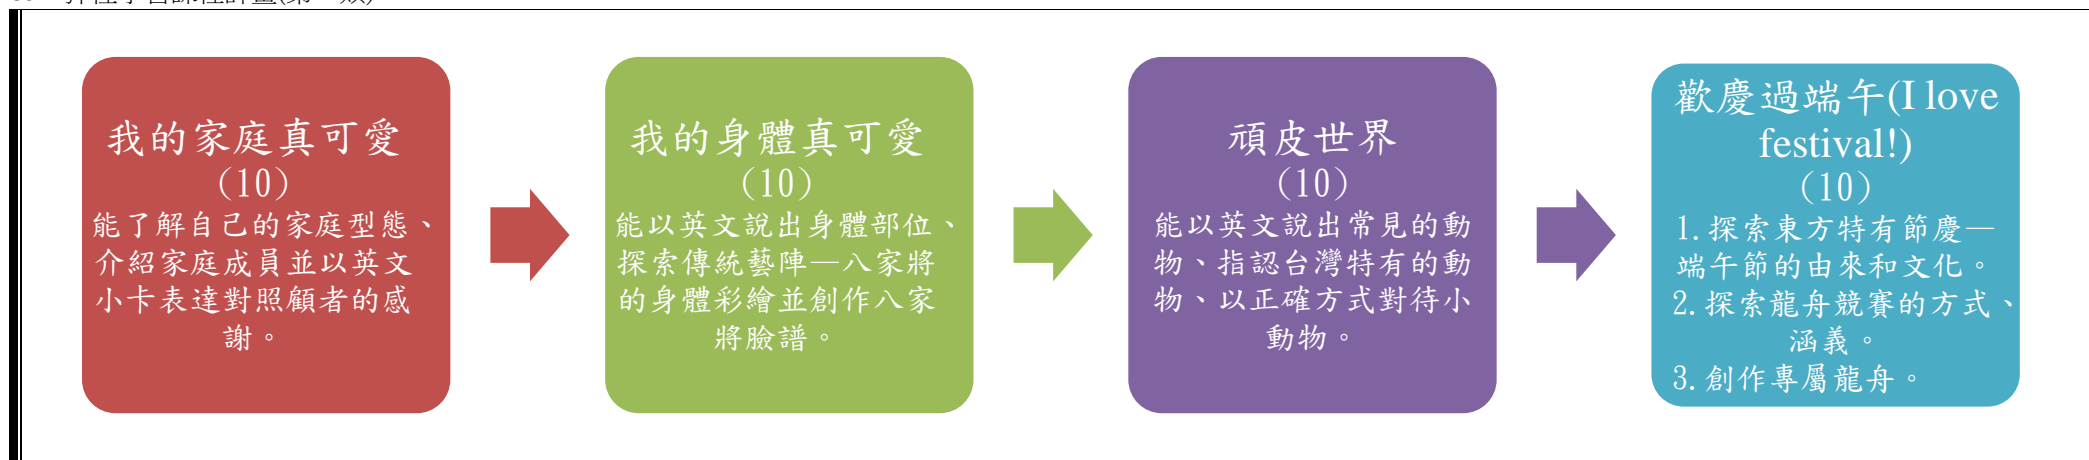 我的家庭真可愛
(10)
能了解自己的家庭型態、
介紹家庭成員並以英文
小卡表達對照顧者的感
謝。
我的身體真可愛
(10)
能以英文說出身體部位、
探索傳統藝陣—八家將
的身體彩繪並創作八家
將臉譜。
頑皮世界
(10)
能以英文說出常見的動
物、指認台灣特有的動
物、以正確方式對待小
動物。
歡慶過端午(I love
festival!)
(10)
1.探索東方特有節慶—
端午節的由來和文化。
2.探索龍舟競賽的方式、
涵義。
3.創作專屬龍舟。